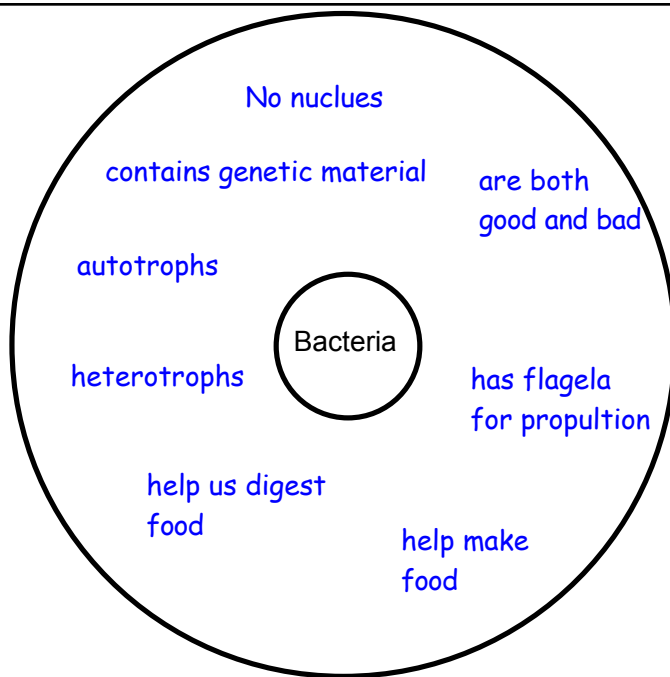 No nuclues
contains genetic material
are both
good and bad
autotrophs
Bacteria
heterotrophs
has flagela
for propultion
help us digest
food
help make
food